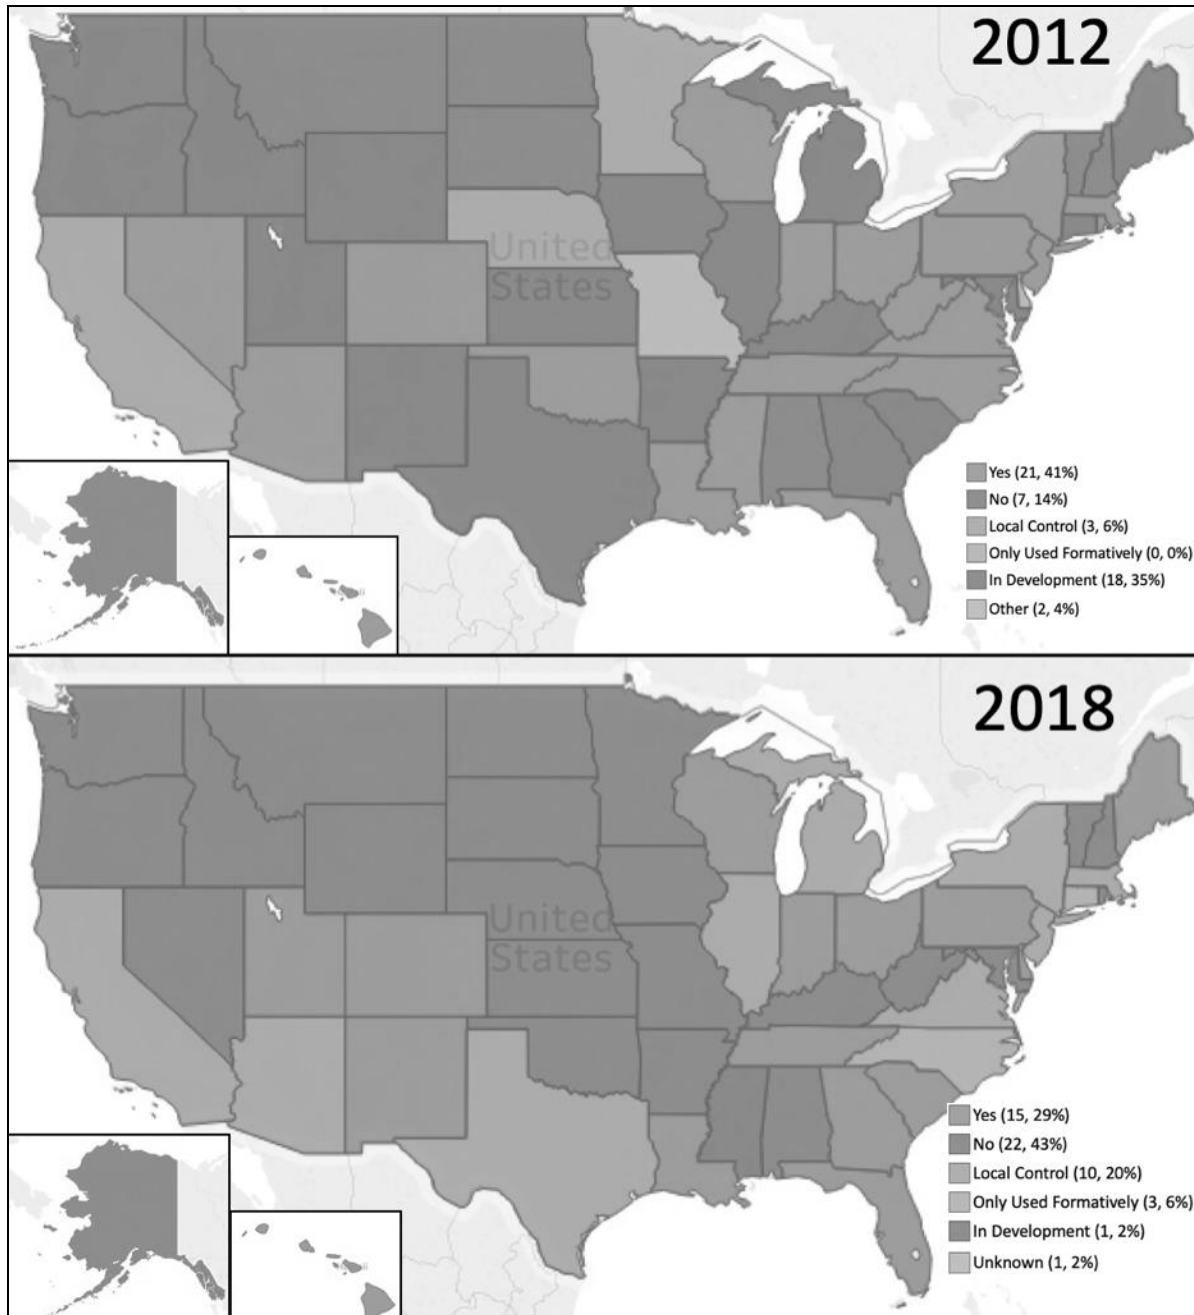 2012
United
States
Yes (21, 41%)
No (7, 14%)
Local Control (3, 6%)
Only Used Formatively (0, 0%)
In Development (18, 35%)
Other (2, 4%)
2018
United
States
Yes (15, 29%)
No (22, 43%)
Local Control (10, 20%)
Only Used Formatively (3, 6%)
In Development (1, 2%)
Unknown (1, 2%)